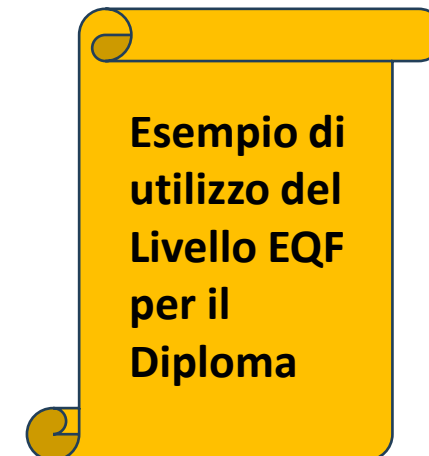 Esempio di
utilizzo del
Livello EQF
per il
Diploma